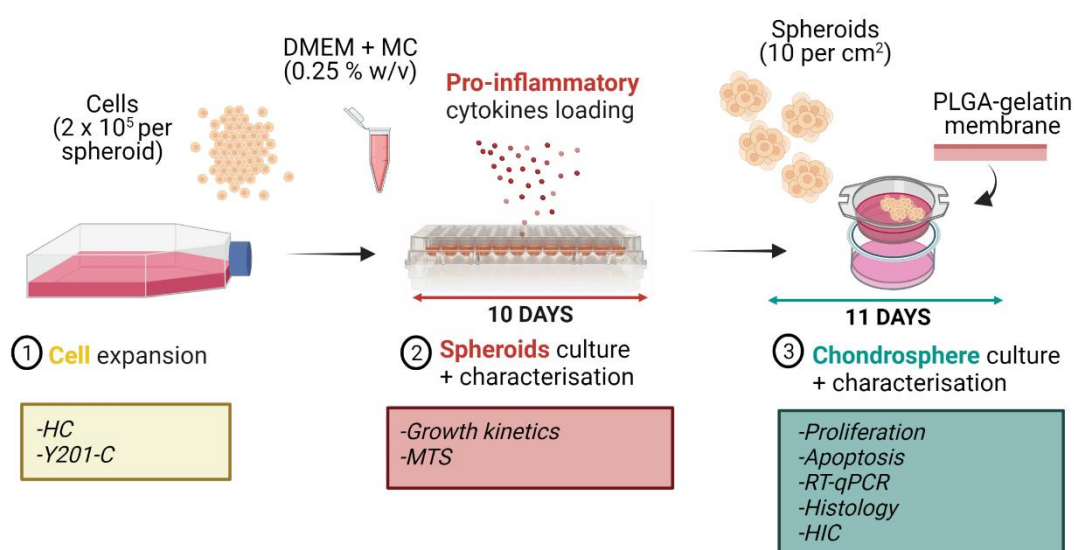 Cells
(2 x 10⁵ per
spheroid)
DMEM + MC
(0.25 % w/v)
Pro-inflammatory
cytokines loading
Spheroids
(10 per cm²)
PLGA-gelatin
membrane
10 DAYS
11 DAYS
1 Cell expansion
2 Spheroids culture
+ characterisation
3 Chondrosphere culture
+ characterisation
-HC
-Y201-C
-Growth kinetics
-MTS
-Proliferation
-Apoptosis
-RT-qPCR
-Histology
-HIC